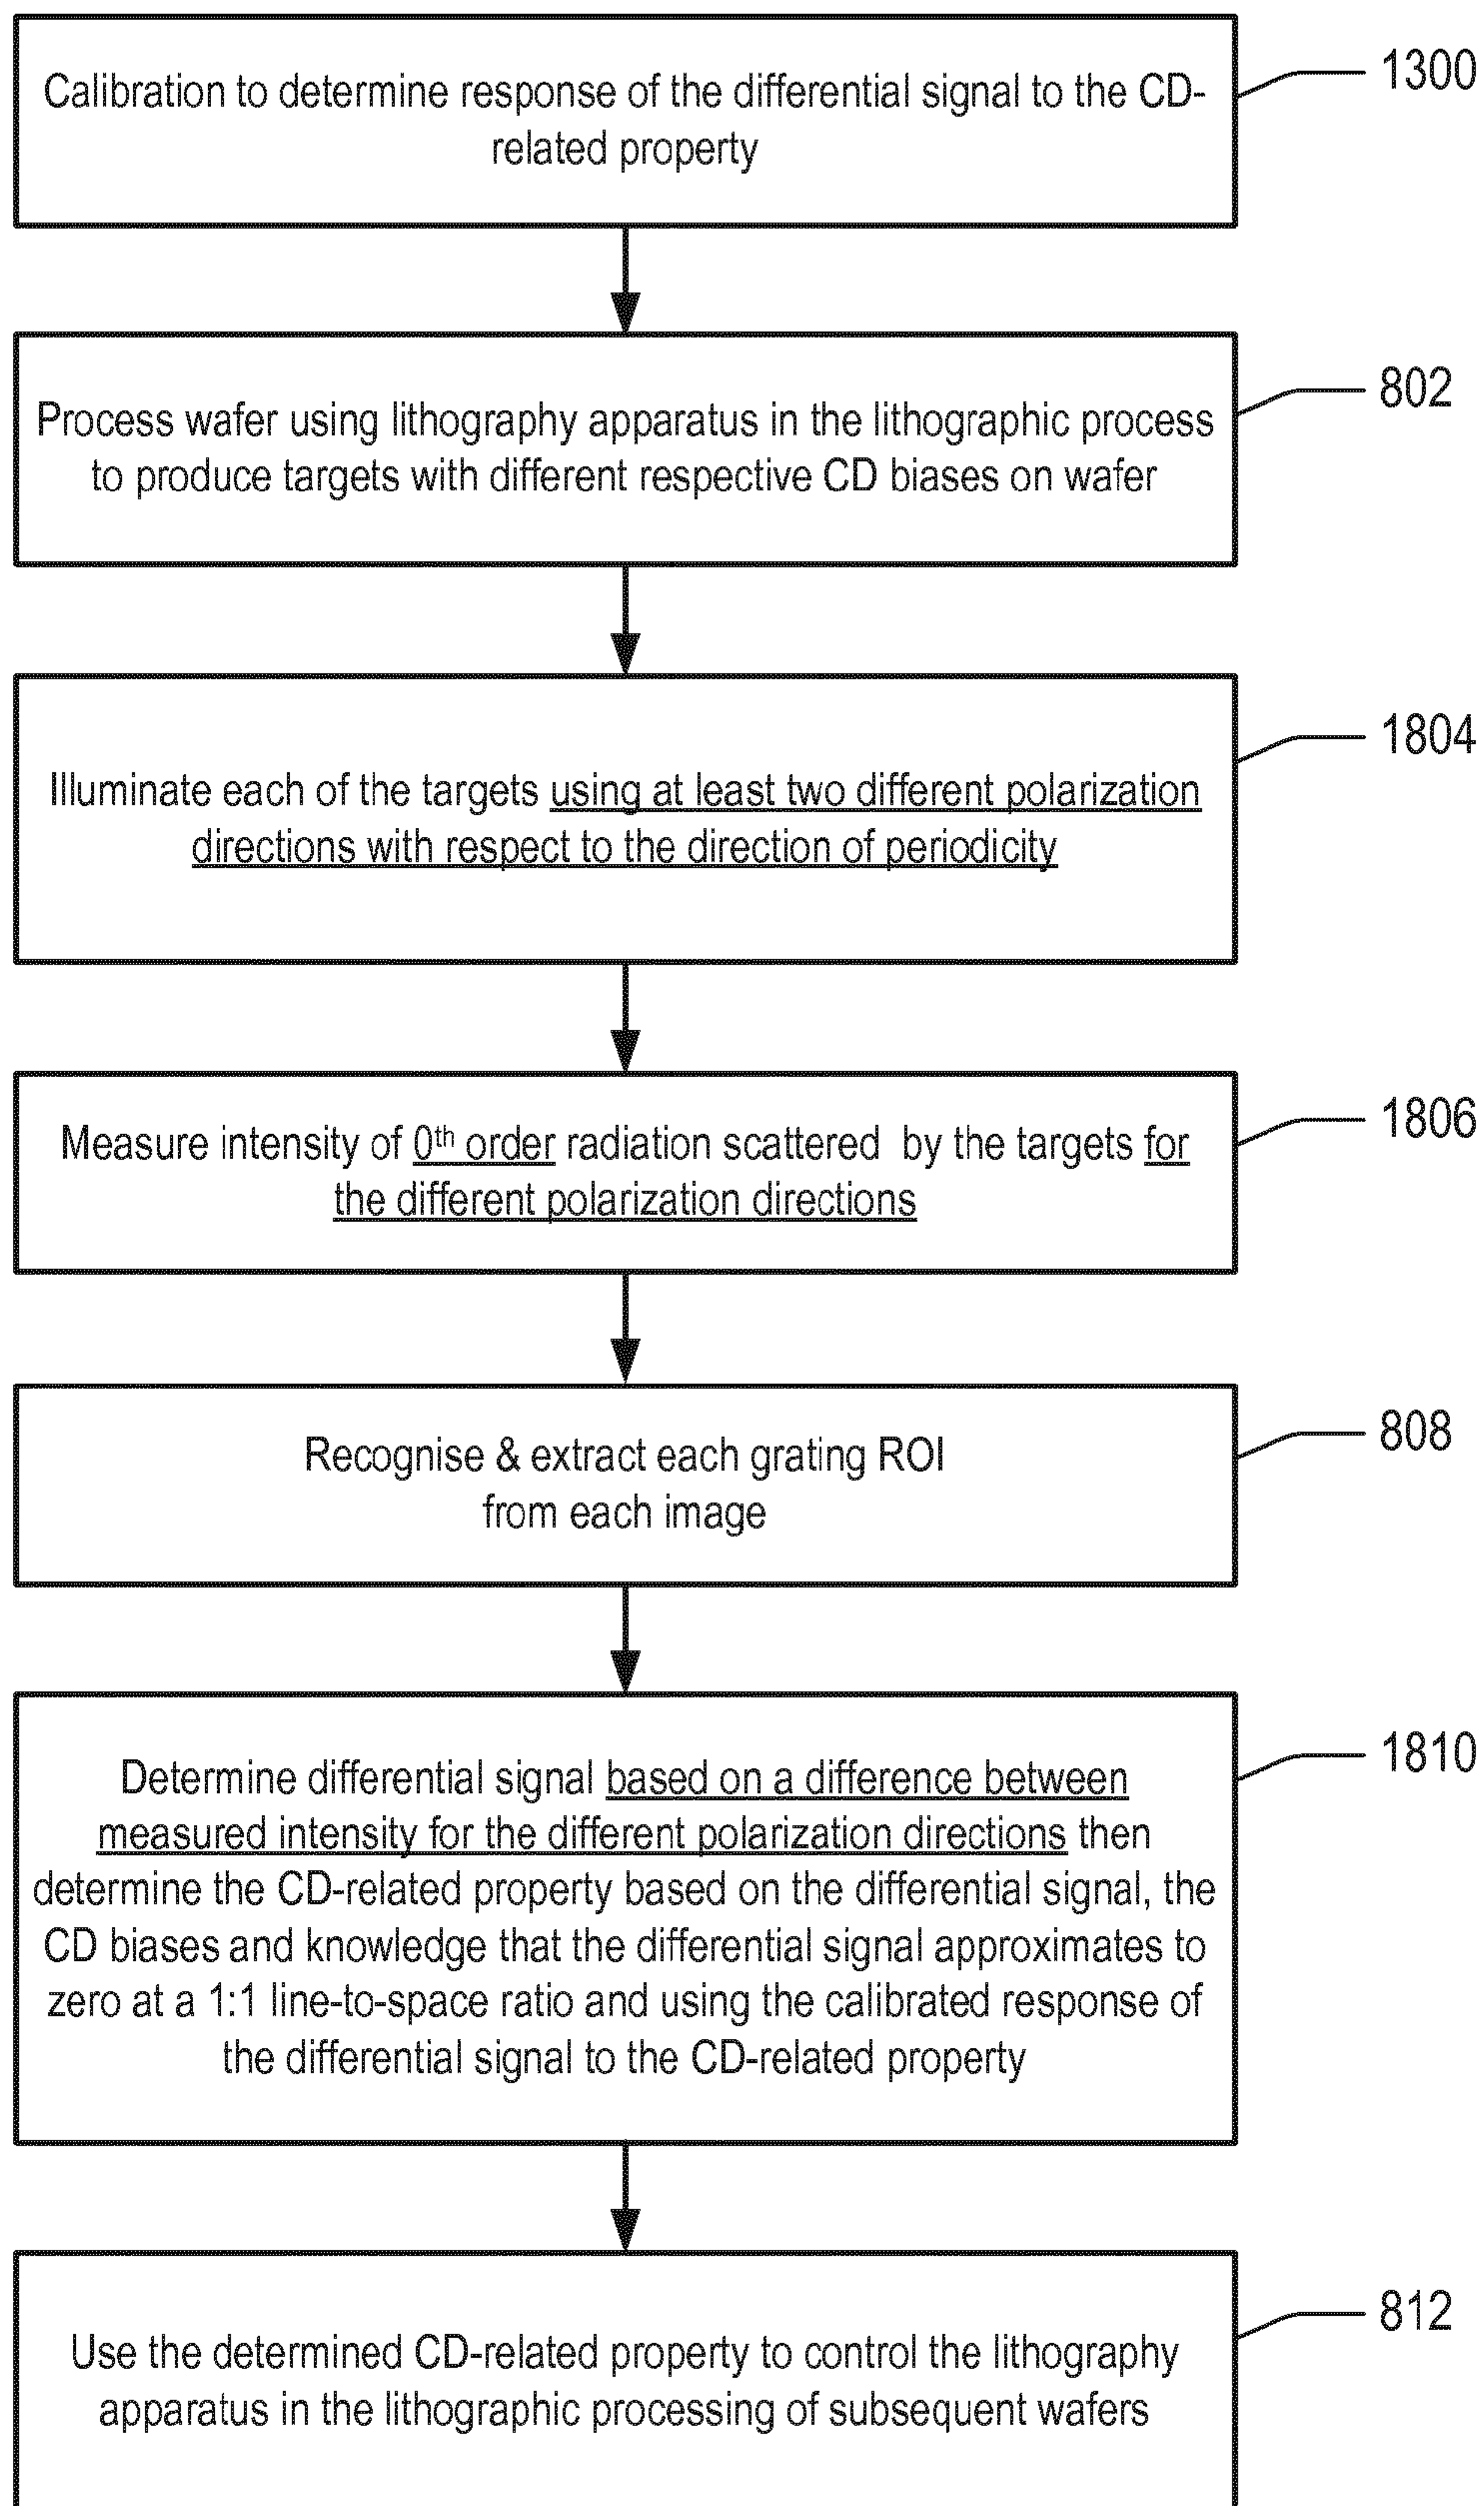 Calibration to determine response of the differential signal to the CD-
related property
1300
Process wafer using lithography apparatus in the lithographic process
to produce targets with different respective CD biases on wafer
802
Illuminate each of the targets using at least two different polarization
directions with respect to the direction of periodicity
1804
Measure intensity of 0th order radiation scattered by the targets for
the different polarization directions
1806
Recognise & extract each grating ROI
from each image
808
Determine differential signal based on a difference between
measured intensity for the different polarization directions then
determine the CD-related property based on the differential signal, the
CD biases and knowledge that the differential signal approximates to
zero at a 1:1 line-to-space ratio and using the calibrated response of
the differential signal to the CD-related property
1810
Use the determined CD-related property to control the lithography
apparatus in the lithographic processing of subsequent wafers
812